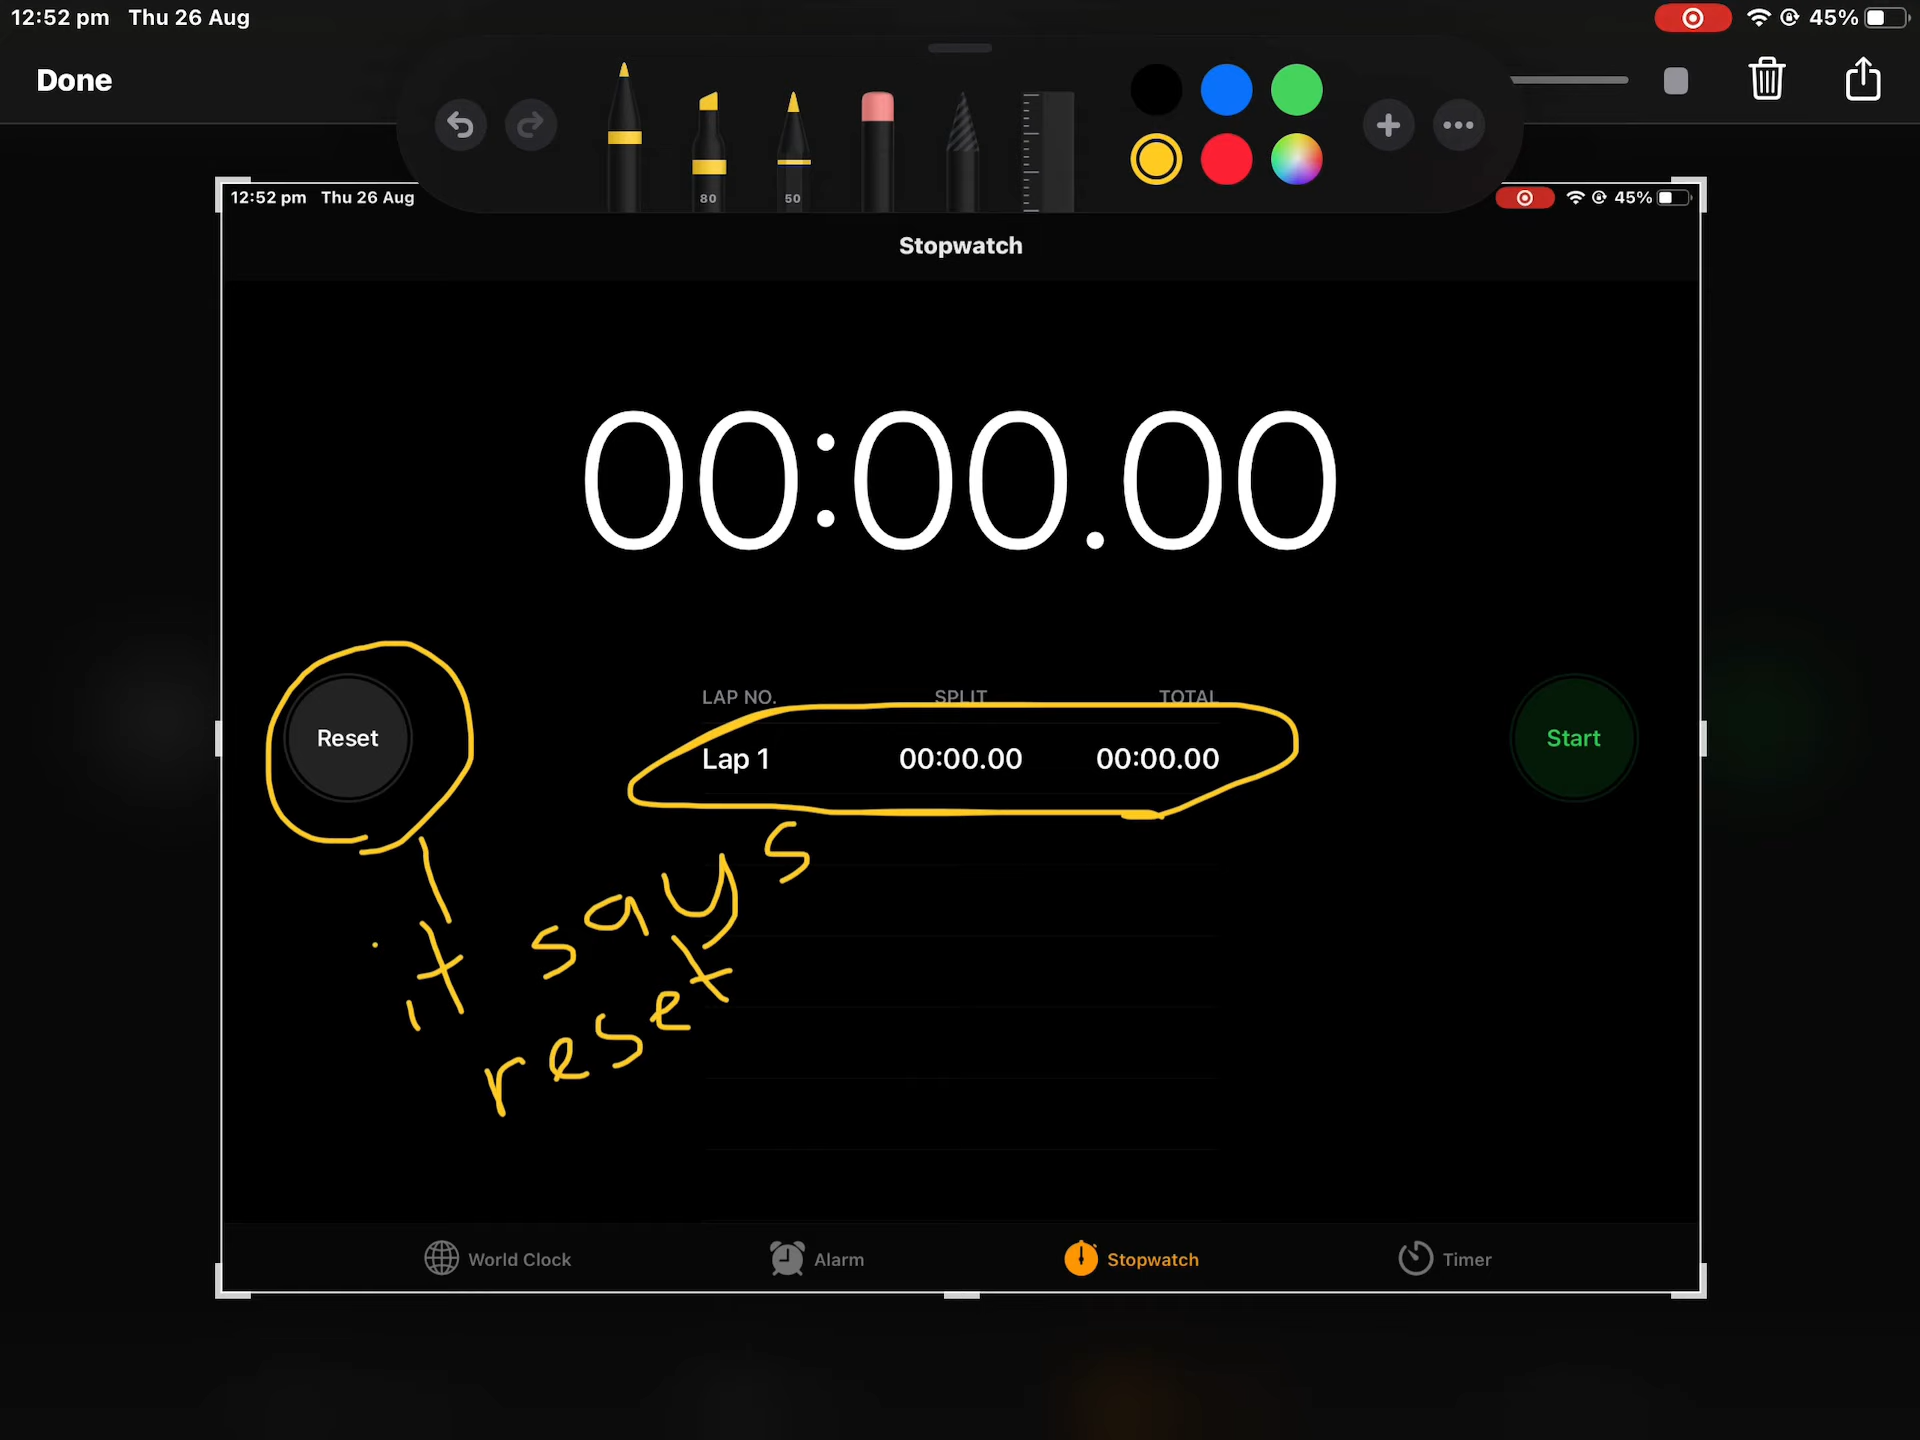 12:52 pm Thu 26 Aug 45%
Done
80 50
12:52 pm Thu 26 Aug 45%
Stopwatch
00:00.00
Reset
LAP NO. SPLIT TOTAL
Lap 1 00:00.00 00:00.00
Start
it says
reset
World Clock Alarm Stopwatch Timer